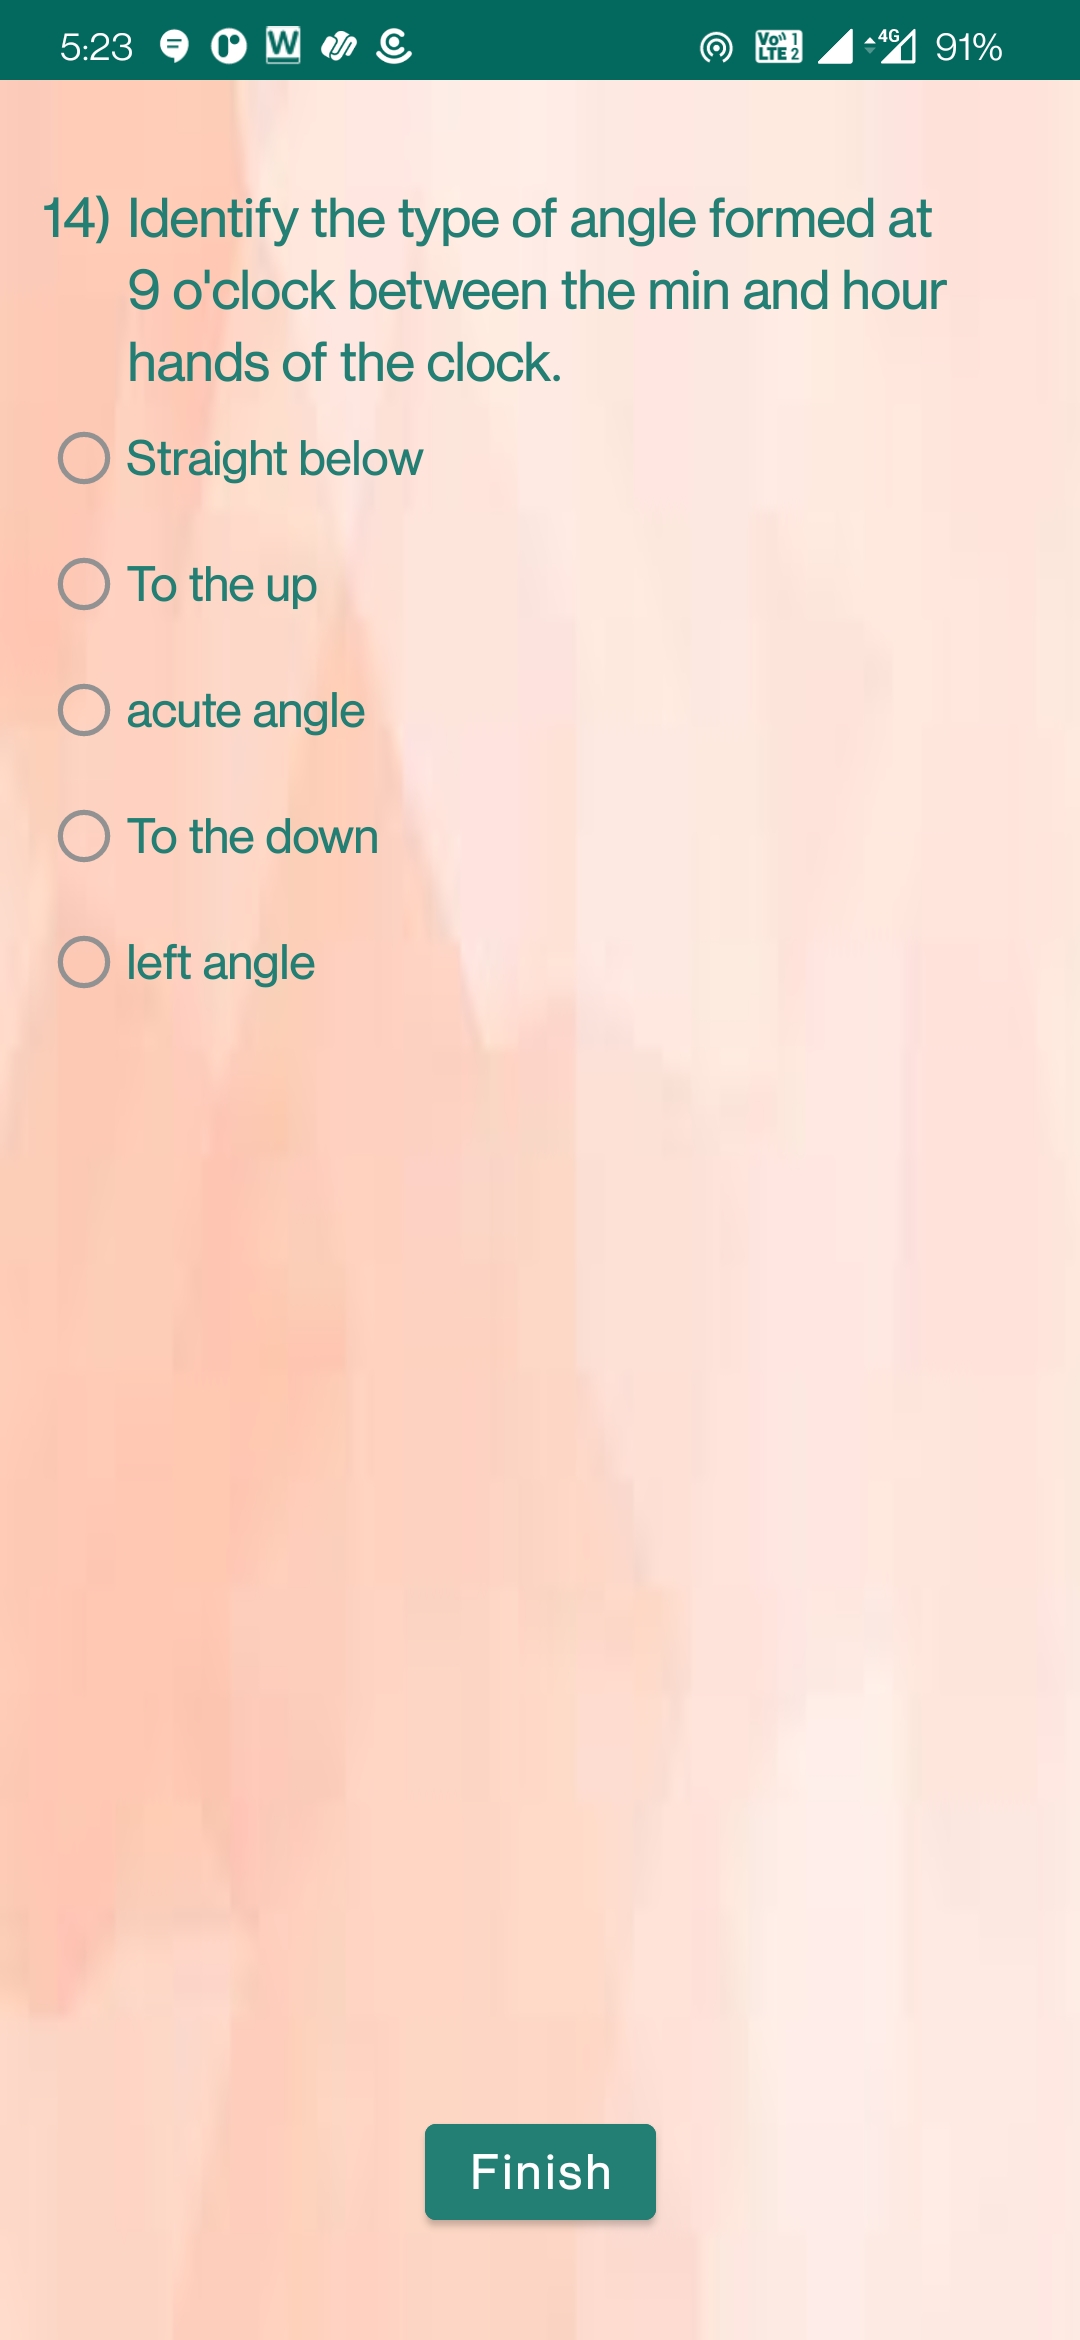 5:23 W Vo 1 LTE 2 4G 91%
14) Identify the type of angle formed at
9 o'clock between the min and hour
hands of the clock.
Straight below
To the up
acute angle
To the down
left angle
Finish